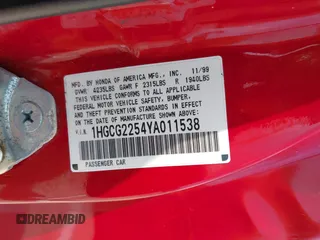 MFD. BY HONDA OF AMERICA MFG., INC. 11/99
GVWR 4235LBS GAWR F 2315LBS R 1940LBS
THIS VEHICLE CONFORMS TO ALL APPLICABLE
FEDERAL MOTOR VEHICLE SAFETY, BUMPER,
AND THEFT PREVENTION STANDARDS IN EFFECT
ON THE DATE OF MANUFACTURE SHOWN ABOVE.
V.I.N. 1HGCG2254YA011538
PASSENGER CAR
DREAMBID